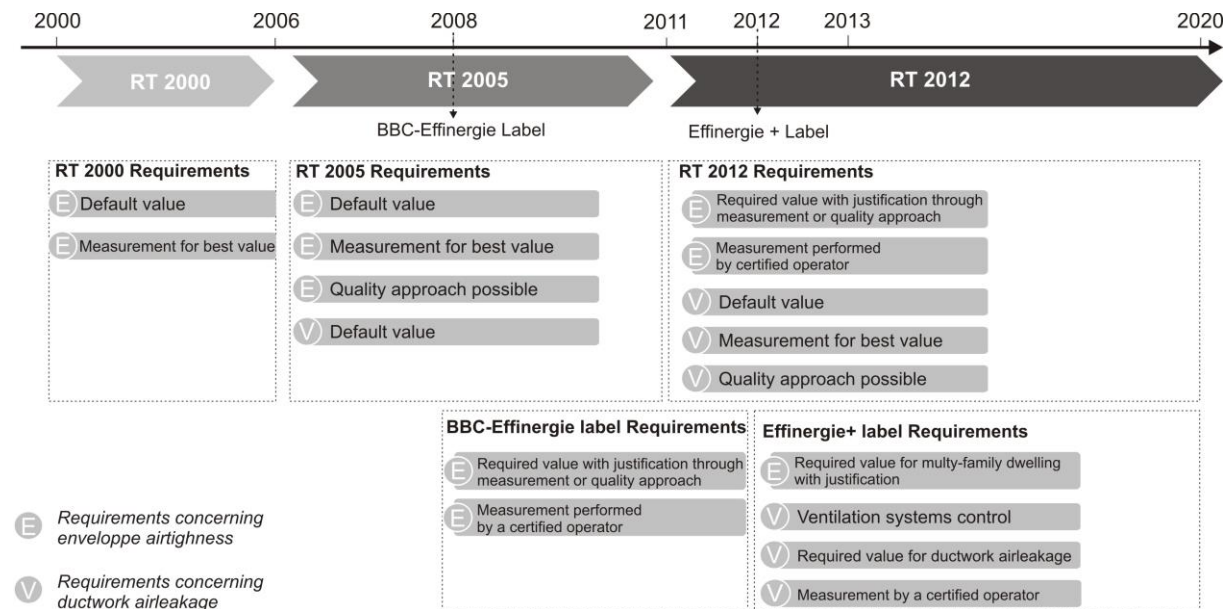 2000 2006 2008 2011 2012 2013 2020
RT 2000 RT 2005 RT 2012
BBC-Effinergie Label Effinergie + Label
RT 2000 Requirements
E Default value
E Measurement for best value
RT 2005 Requirements
E Default value
E Measurement for best value
E Quality approach possible
V Default value
RT 2012 Requirements
E Required value with justification through
measurement or quality approach
E Measurement performed
by certified operator
V Default value
V Measurement for best value
V Quality approach possible
BBC-Effinergie label Requirements
E Required value with justification through
measurement or quality approach
E Measurement performed
by a certified operator
Effinergie+ label Requirements
E Required value for multy-family dwelling
with justification
V Ventilation systems control
V Required value for ductwork airleakage
V Measurement by a certified operator
E Requirements concerning
enveloppe airtighness
V Requirements concerning
ductwork airleakage